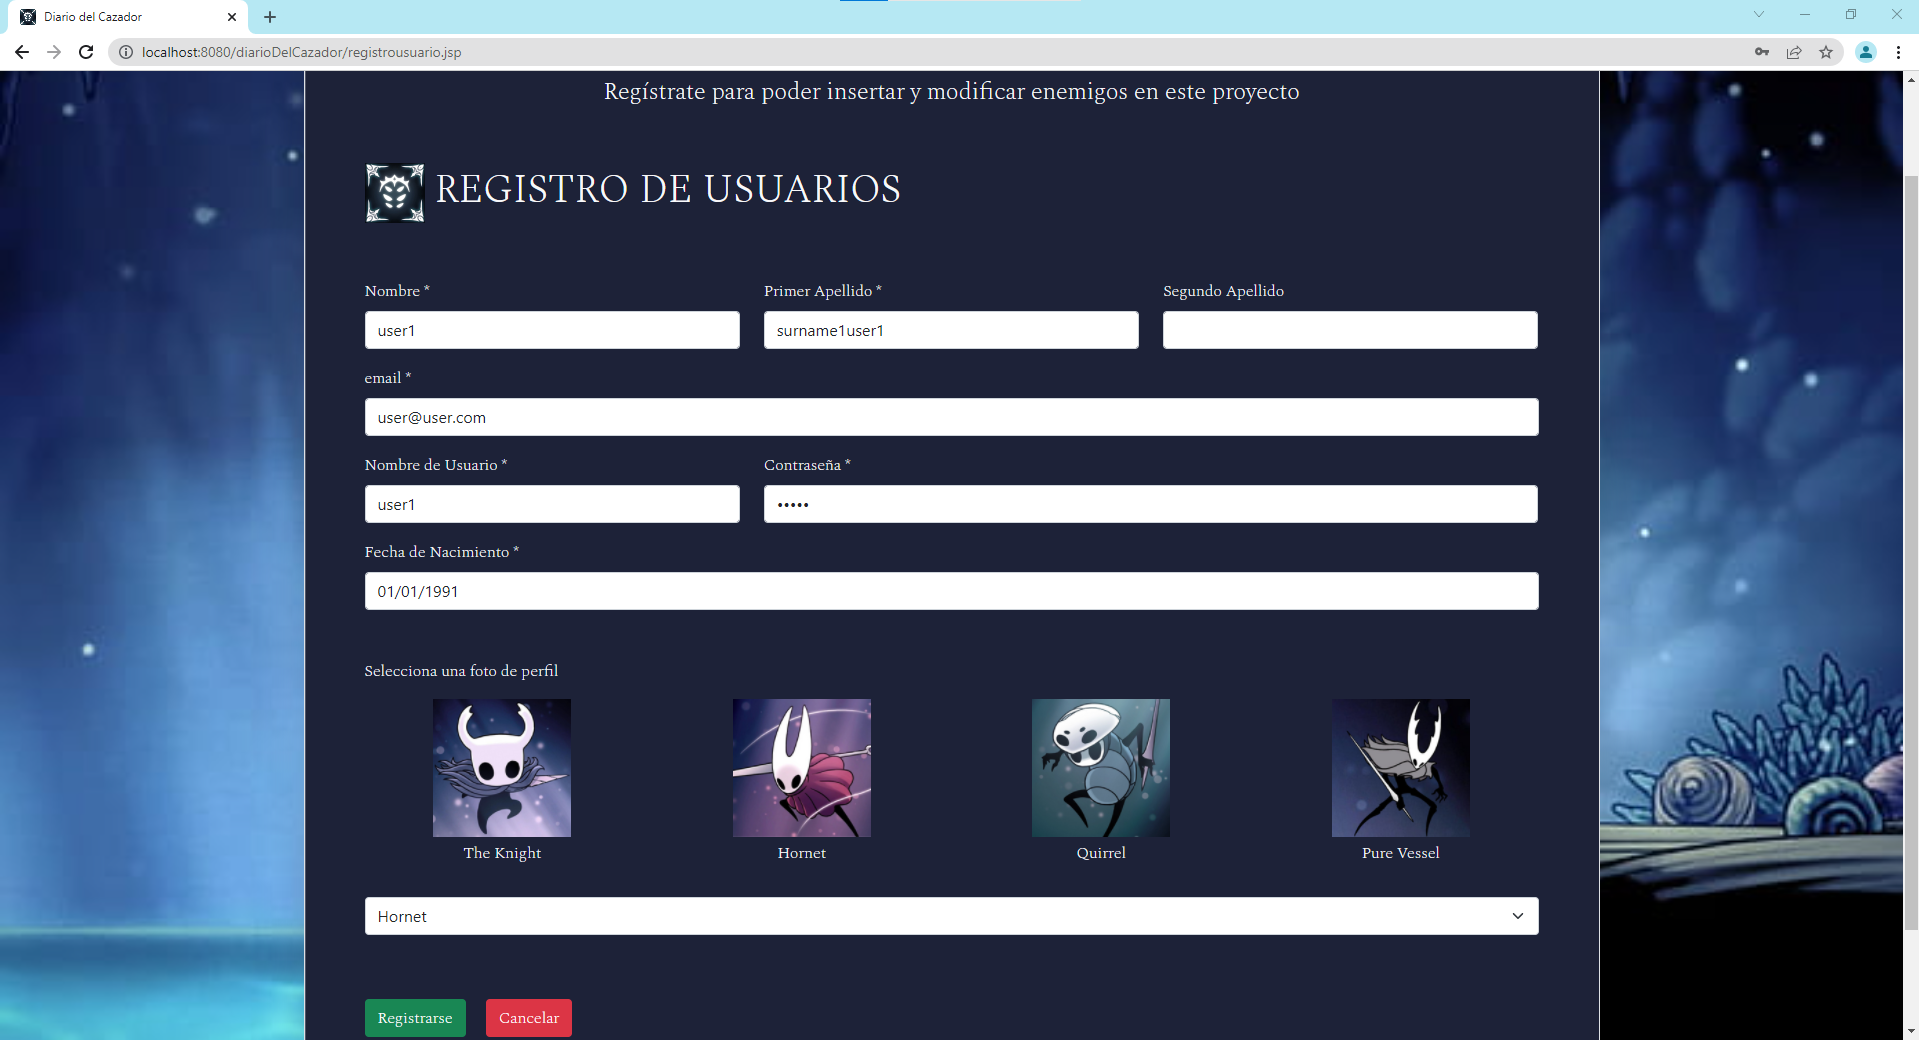 Diario del Cazador
localhost:8080/diarioDelCazador/registrousuario.jsp
Regístrate para poder insertar y modificar enemigos en este proyecto
REGISTRO DE USUARIOS
Nombre * Primer Apellido * Segundo Apellido
user1 surname1user1
email *
user@user.com
Nombre de Usuario * Contraseña *
user1 •••••
Fecha de Nacimiento *
01/01/1991
Selecciona una foto de perfil
The Knight Hornet Quirrel Pure Vessel
Hornet
Registrarse Cancelar